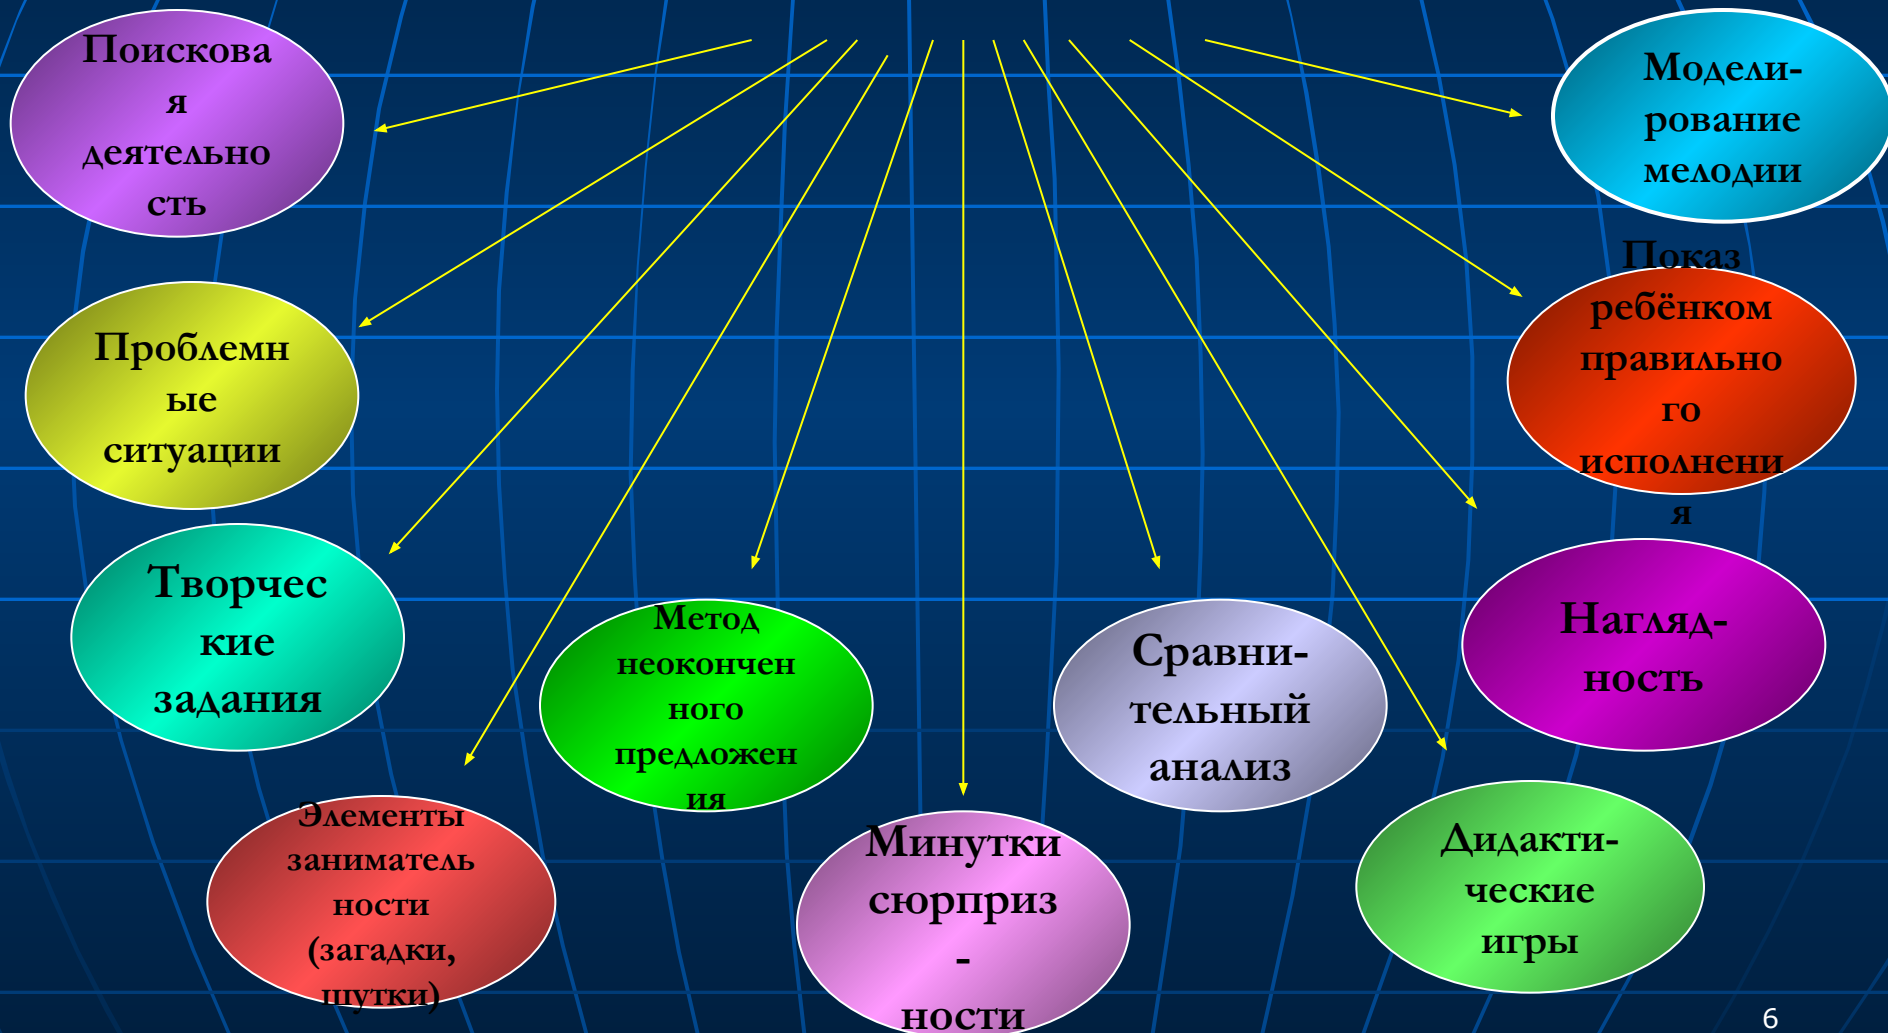 Поискова
я
деятельно
сть
Модели-
рование
мелодии
Проблемн
ые
ситуации
Показ
ребёнком
правильно
го
исполнени
я
Творчес
кие
задания
Метод
неокончен
ного
предложен
ия
Сравни-
тельный
анализ
Нагляд-
ность
Элементы
заниматель
ности
(загадки,
шутки)
Минутки
сюрприз
-
ности
Дидакти-
ческие
игры
6